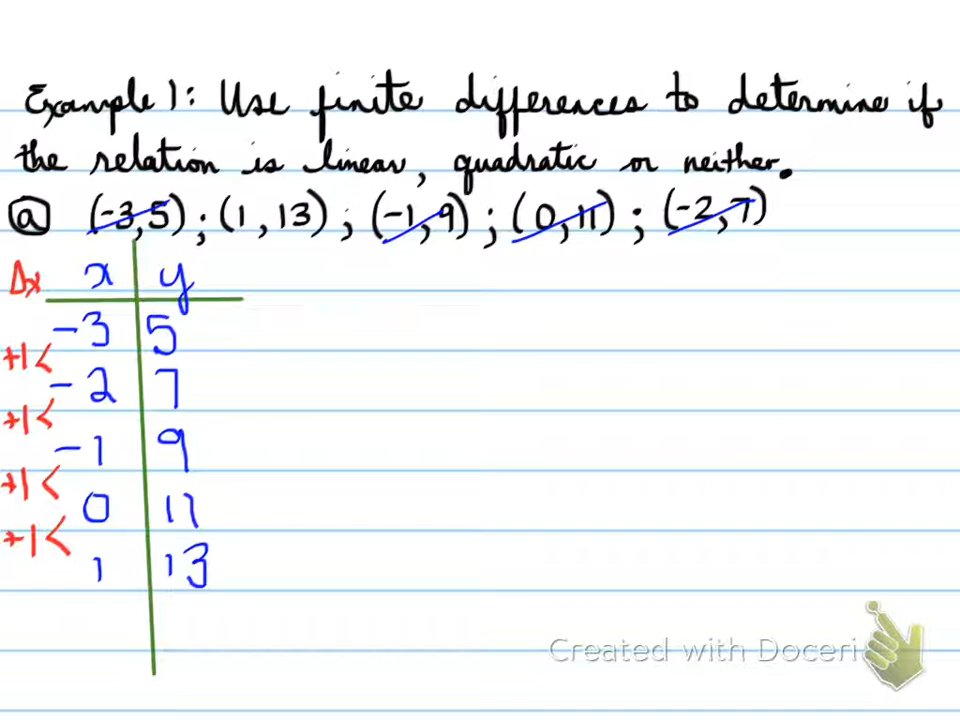 Example 1: Use finite differences to determine if
the relation is linear, quadratic or neither.
a (-3,5); (1,13); (-1,9); (0,11); (-2,7)
Δx x y
-3 5
+1<
-2 7
+1<
-1 9
+1<
0 11
+1<
1 13
Created with Doceri